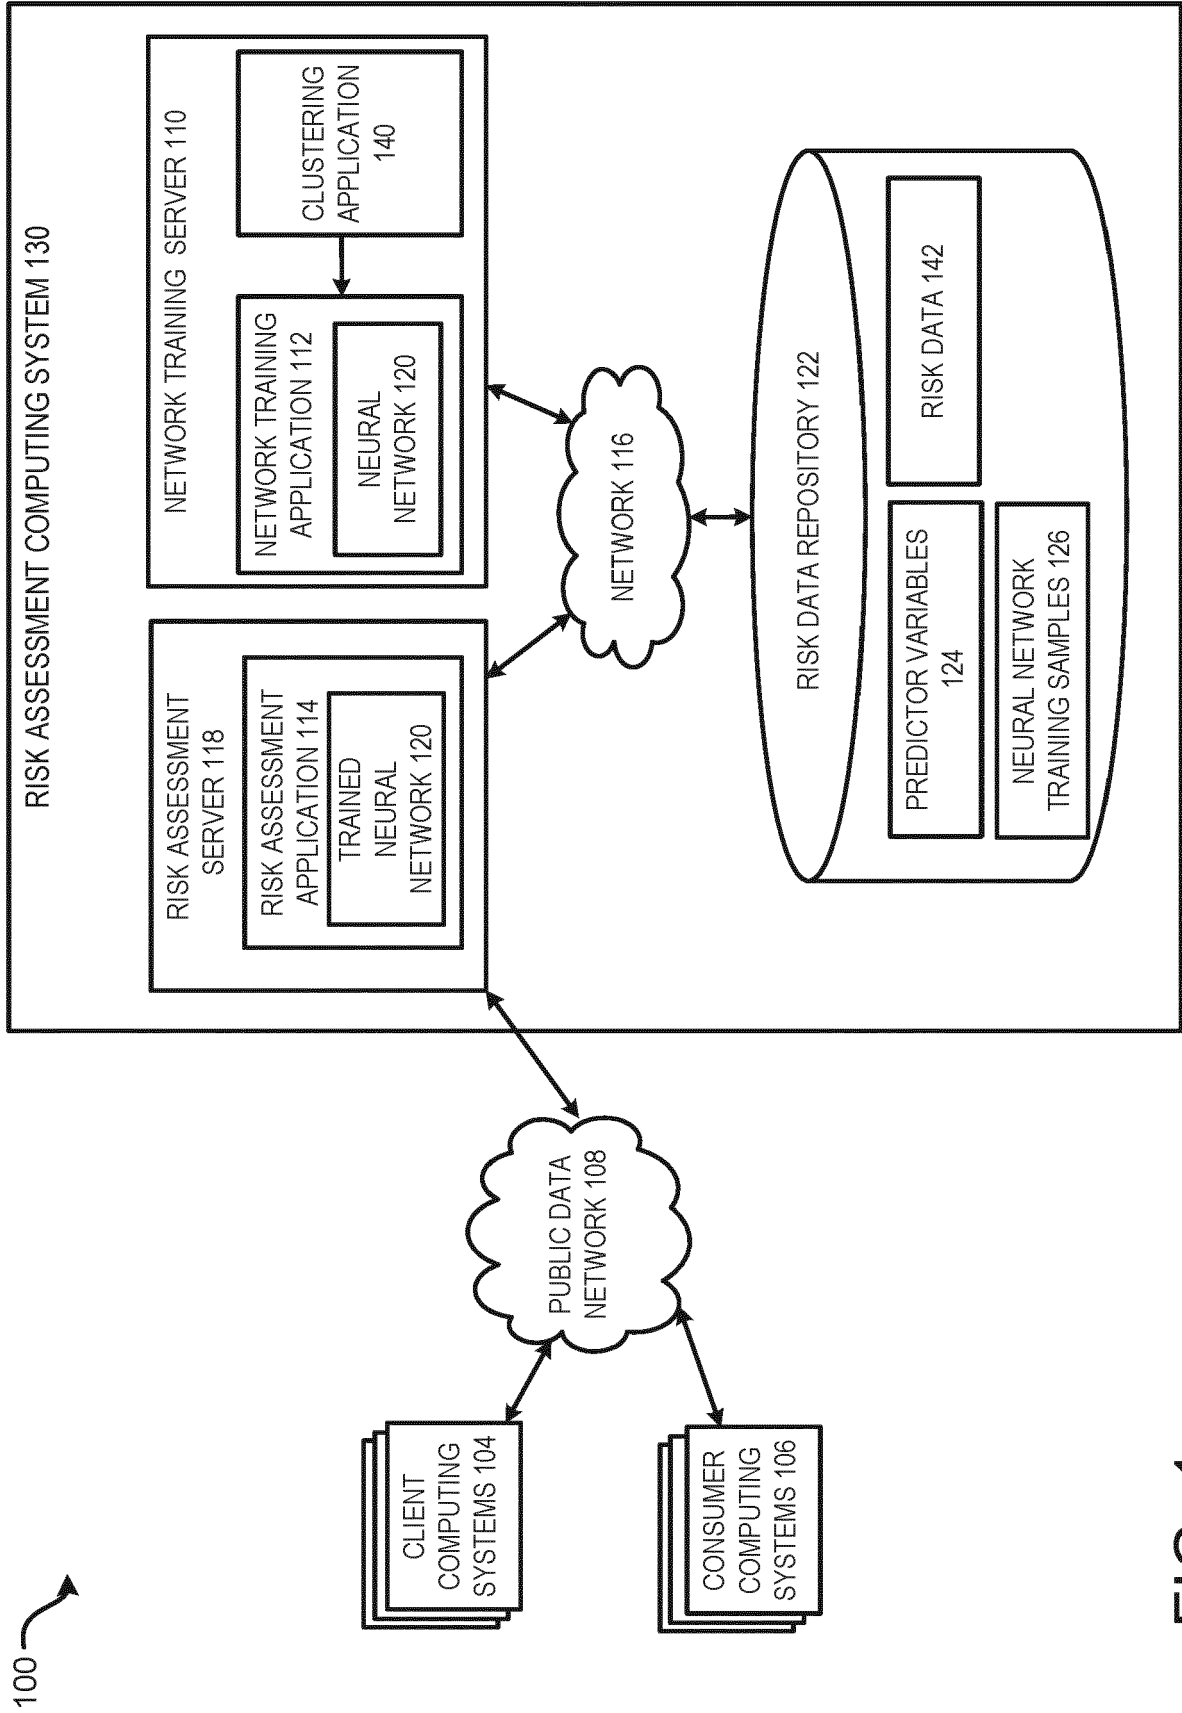 100
RISK ASSESSMENT COMPUTING SYSTEM 130
RISK ASSESSMENT
SERVER 118
RISK ASSESSMENT
APPLICATION 114
TRAINED
NEURAL
NETWORK 120
NETWORK TRAINING SERVER 110
NETWORK TRAINING
APPLICATION 112
NEURAL
NETWORK 120
CLUSTERING
APPLICATION
140
CLIENT
COMPUTING
SYSTEMS 104
PUBLIC DATA
NETWORK 108
NETWORK 116
CONSUMER
COMPUTING
SYSTEMS 106
RISK DATA REPOSITORY 122
PREDICTOR VARIABLES
124
RISK DATA 142
NEURAL NETWORK
TRAINING SAMPLES 126
FIG. 1